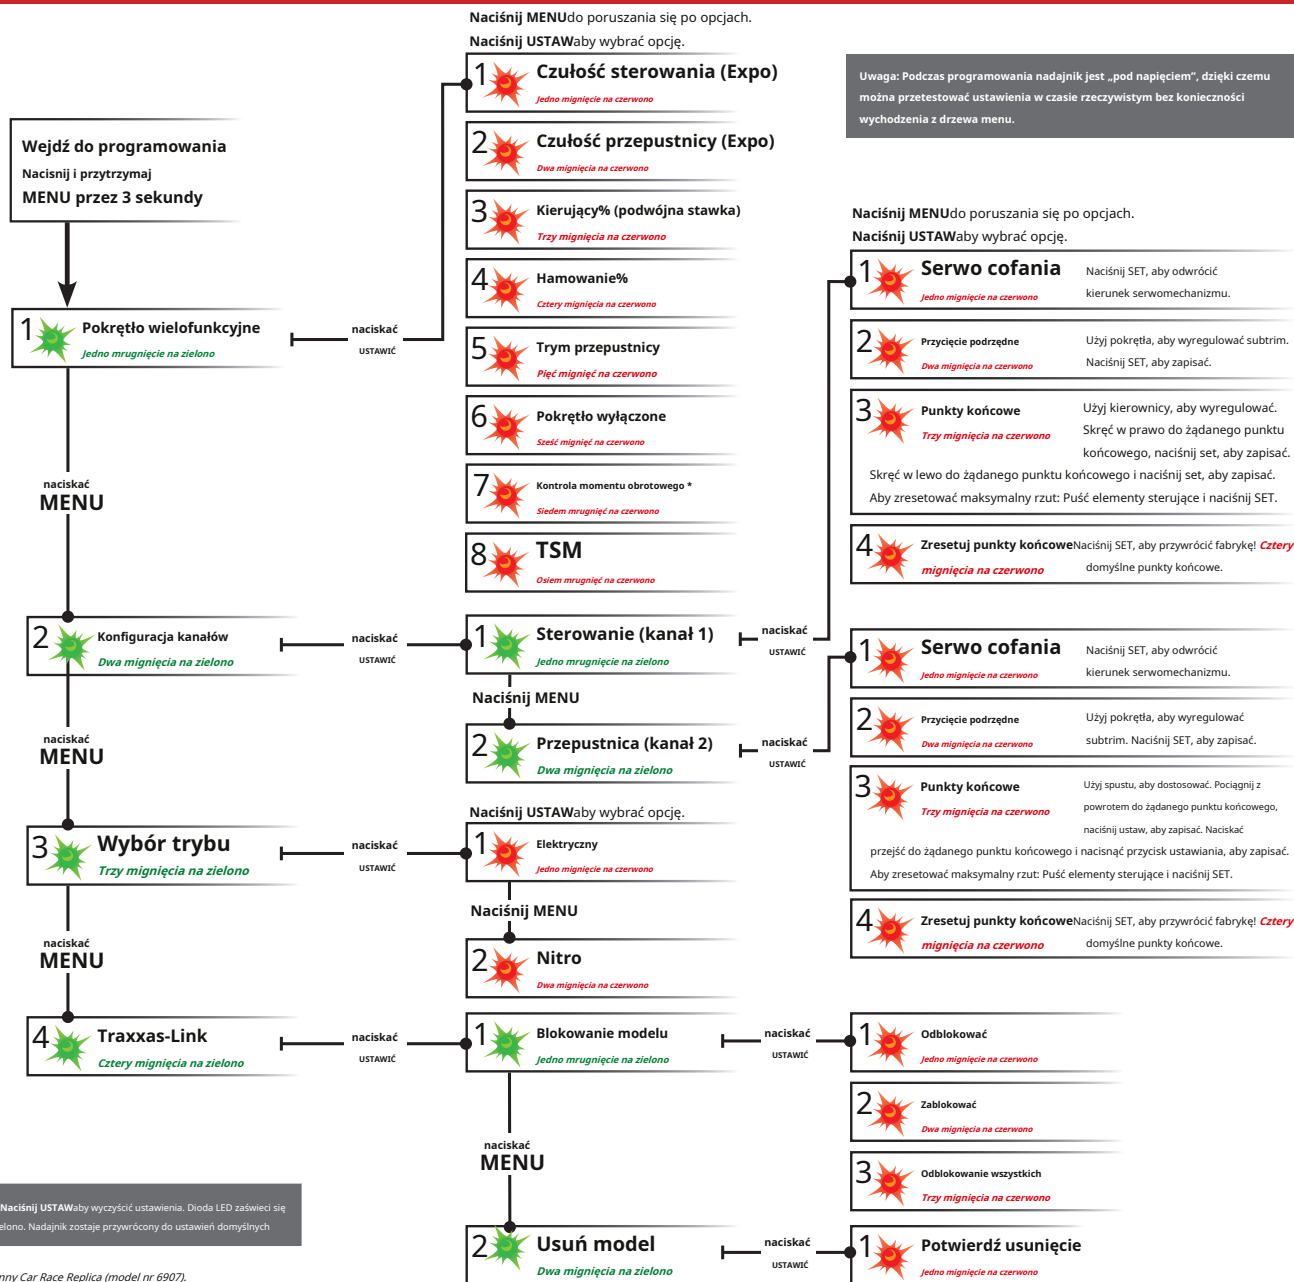 Naciśnij MENUdo poruszania się po opcjach.
Naciśnij USTAWaby wybrać opcję.
1 Czułość sterowania (Expo)
Jedno mignięcie na czerwono
2 Czułość przepustnicy (Expo)
Dwa mignięcia na czerwono
3 Kierujący% (podwójna stawka)
Trzy mignięcia na czerwono
4 Hamowanie%
Cztery mignięcia na czerwono
5 Trym przepustnicy
Pięć mignięć na czerwono
6 Pokrętło wyłączone
Sześć mignięć na czerwono
7 Kontrola momentu obrotowego *
Siedem mrugnięć na czerwono
8 TSM
Osiem mrugnięć na czerwono
Uwaga: Podczas programowania nadajnik jest „pod napięciem”, dzięki czemu
można przetestować ustawienia w czasie rzeczywistym bez konieczności
wychodzenia z drzewa menu.
Wejdź do programowania
Nacisnij i przytrzymaj
MENU przez 3 sekundy
1 Pokrętło wielofunkcyjne
Jedno mrugnięcie na zielono
naciskać
USTAWIĆ
naciskać
MENU
2 Konfiguracja kanałów
Dwa mignięcia na zielono
naciskać
USTAWIĆ
1 Sterowanie (kanał 1)
Jedno mrugnięcie na zielono
naciskać
USTAWIĆ
Naciśnij MENU
2 Przepustnica (kanał 2)
Dwa mignięcia na zielono
naciskać
USTAWIĆ
Naciśnij MENUdo poruszania się po opcjach.
Naciśnij USTAWaby wybrać opcję.
1 Serwo cofania
Jedno mignięcie na czerwono
Naciśnij SET, aby odwrócić
kierunek serwomechanizmu.
2 Przycięcie podrzędne
Dwa mignięcia na czerwono
Użyj pokrętła, aby wyregulować subtrim.
Naciśnij SET, aby zapisać.
3 Punkty końcowe
Trzy mignięcia na czerwono
Użyj kierownicy, aby wyregulować.
Skręć w prawo do żądanego punktu
końcowego, naciśnij set, aby zapisać.
Skręć w lewo do żądanego punktu końcowego i naciśnij set, aby zapisać.
Aby zresetować maksymalny rzut: Puść elementy sterujące i naciśnij SET.
4 Zresetuj punkty końcoweNaciśnij SET, aby przywrócić fabrykę! Cztery
mignięcia na czerwono domyślne punkty końcowe.
1 Serwo cofania
Jedno mignięcie na czerwono
Naciśnij SET, aby odwrócić
kierunek serwomechanizmu.
2 Przycięcie podrzędne
Dwa mignięcia na czerwono
Użyj pokrętła, aby wyregulować
subtrim. Naciśnij SET, aby zapisać.
3 Punkty końcowe
Trzy mignięcia na czerwono
Użyj spustu, aby dostosować. Pociągnij z
powrotem do żądanego punktu końcowego,
naciśnij ustaw, aby zapisać. Naciskać
przejść do żądanego punktu końcowego i nacisnąć przycisk ustawiania, aby zapisać.
Aby zresetować maksymalny rzut: Puść elementy sterujące i naciśnij SET.
4 Zresetuj punkty końcoweNaciśnij SET, aby przywrócić fabrykę! Cztery
mignięcia na czerwono domyślne punkty końcowe.
naciskać
MENU
3 Wybór trybu
Trzy mignięcia na zielono
naciskać
USTAWIĆ
Naciśnij USTAWaby wybrać opcję.
1 Elektryczny
Jedno mignięcie na czerwono
Naciśnij MENU
2 Nitro
Dwa mignięcia na czerwono
naciskać
MENU
4 Traxxas-Link
Cztery mignięcia na zielono
naciskać
USTAWIĆ
1 Blokowanie modelu
Jedno mrugnięcie na zielono
naciskać
USTAWIĆ
1 Odblokować
Jedno mignięcie na czerwono
2 Zablokować
Dwa mignięcia na czerwono
3 Odblokowanie wszystkich
Trzy mignięcia na czerwono
naciskać
MENU
2 Usuń model
Dwa mignięcia na zielono
naciskać
USTAWIĆ
1 Potwierdź usunięcie
Jedno mignięcie na czerwono
Naciśnij USTAWaby wyczyścić ustawienia. Dioda LED zaświeci się
elono. Nadajnik zostaje przywrócony do ustawień domyślnych
nny Car Race Replica (model nr 6907).